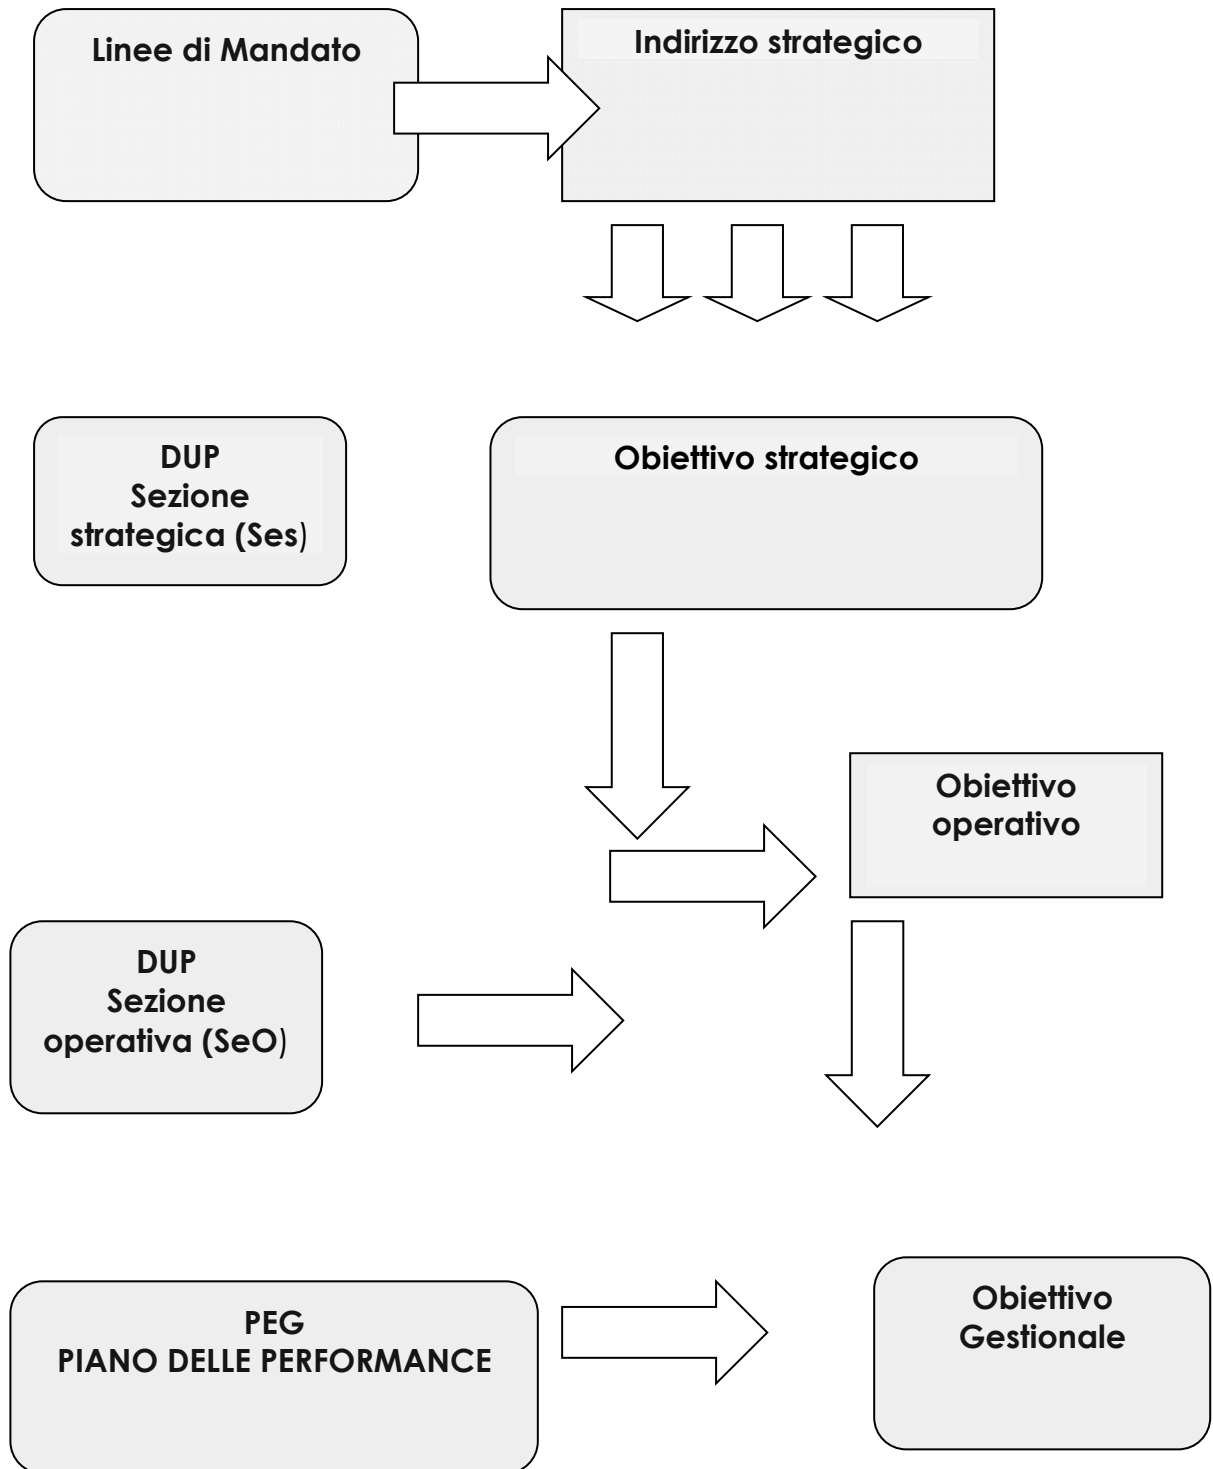 Linee di Mandato
Indirizzo strategico
DUP
Sezione
strategica (Ses)
Obiettivo strategico
Obiettivo
operativo
DUP
Sezione
operativa (SeO)
PEG
PIANO DELLE PERFORMANCE
Obiettivo
Gestionale